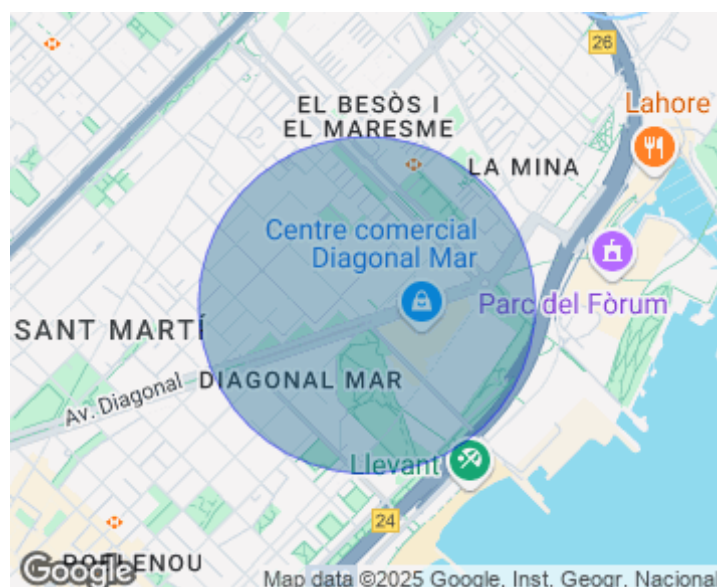 26
EL BESÒS I
EL MARESME
Lahore
LA MINA
Centre comercial
Diagonal Mar
Parc del Fòrum
SANT MARTÍ
DIAGONAL MAR
Av. Diagonal
Llevant
24
POBLENOU
Google
Map data ©2025 Google, Inst. Geogr. Nacional